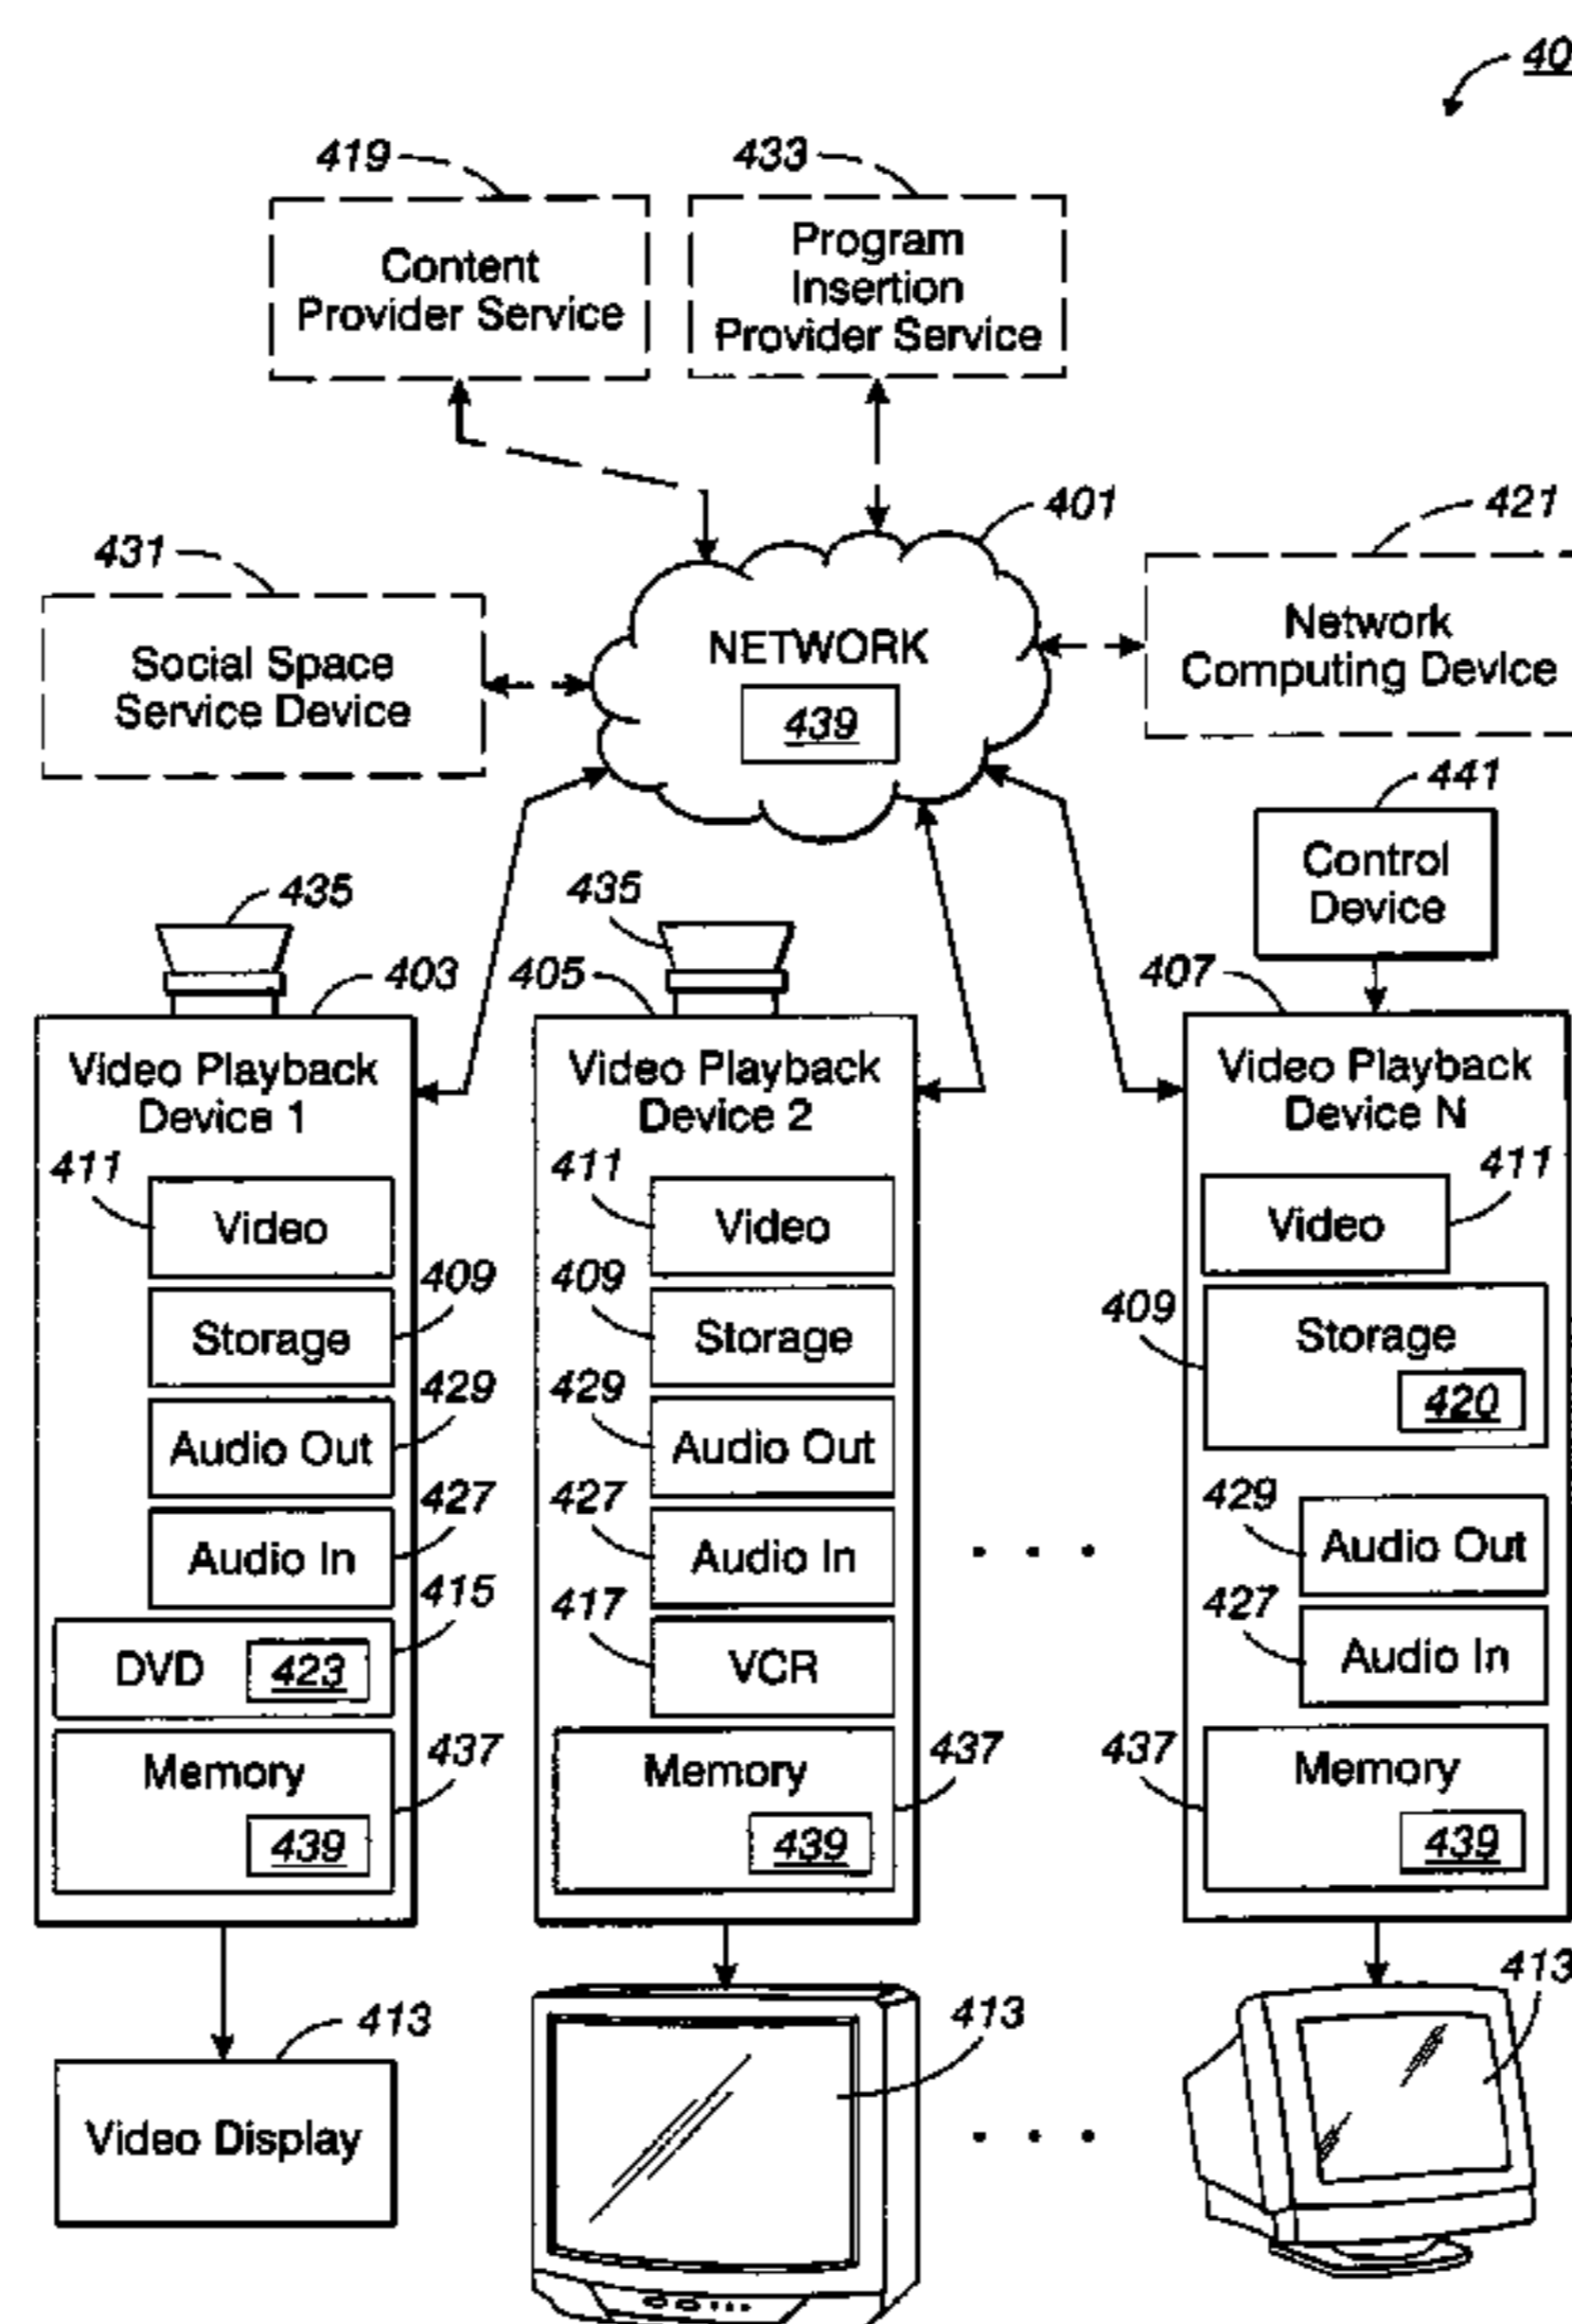 40
419
433
Content
Provider Service
Program
Insertion
Provider Service
401
421
431
Social Space
Service Device
NETWORK
439
Network
Computing Device
441
Control
Device
435
435
403
405
407
Video Playback
Device 1
411
Video
409
Storage
429
Audio Out
427
Audio In
415
DVD
423
Memory
437
439
Video Playback
Device 2
411
Video
409
Storage
429
Audio Out
427
Audio In
417
VCR
Memory
437
439
Video Playback
Device N
411
Video
409
Storage
420
429
Audio Out
427
Audio In
437
Memory
439
413
Video Display
413
413